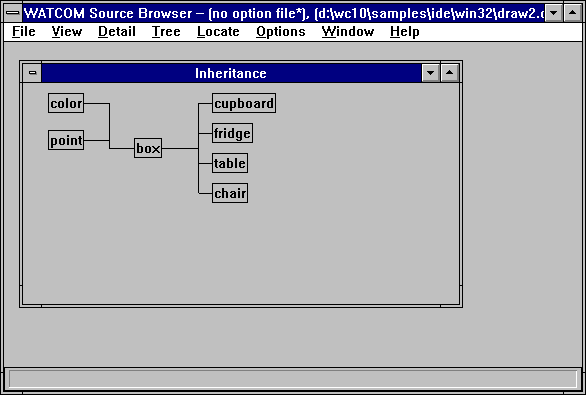 WATCOM Source Browser – (no option file*), (d:\wc10\samples\ide\win32\draw2.
File View Detail Tree Locate Options Window Help
Inheritance
color
cupboard
fridge
point
box
table
chair